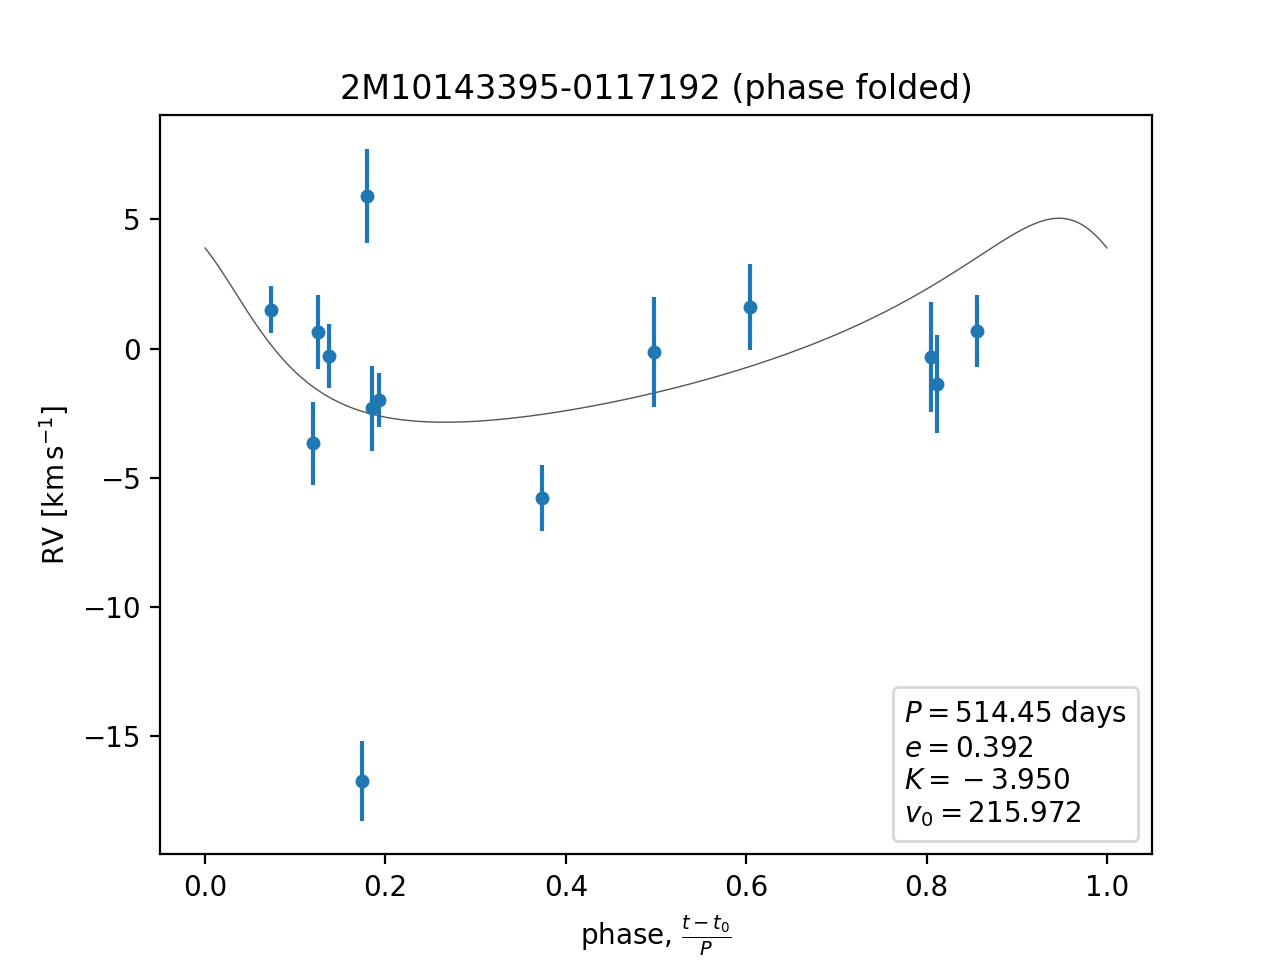 2M10143395-0117192 (phase folded)
RV [km s⁻¹]
5
0
−5
−10
−15
P = 514.45 days
e = 0.392
K = −3.950
v₀ = 215.972
0.0 0.2 0.4 0.6 0.8 1.0
phase, (t − t₀)/P